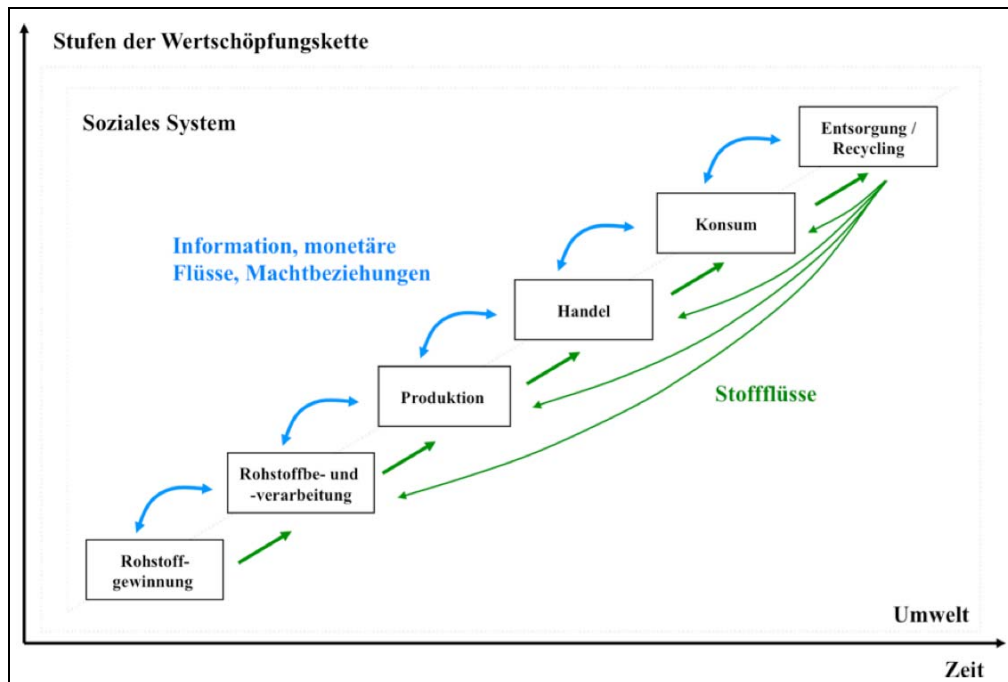 Stufen der Wertschöpfungskette
Soziales System
Entsorgung /
Recycling
Konsum
Information, monetäre
Flüsse, Machtbeziehungen
Handel
Produktion
Stoffflüsse
Rohstoffbe- und
-verarbeitung
Rohstoff-
gewinnung
Umwelt
Zeit